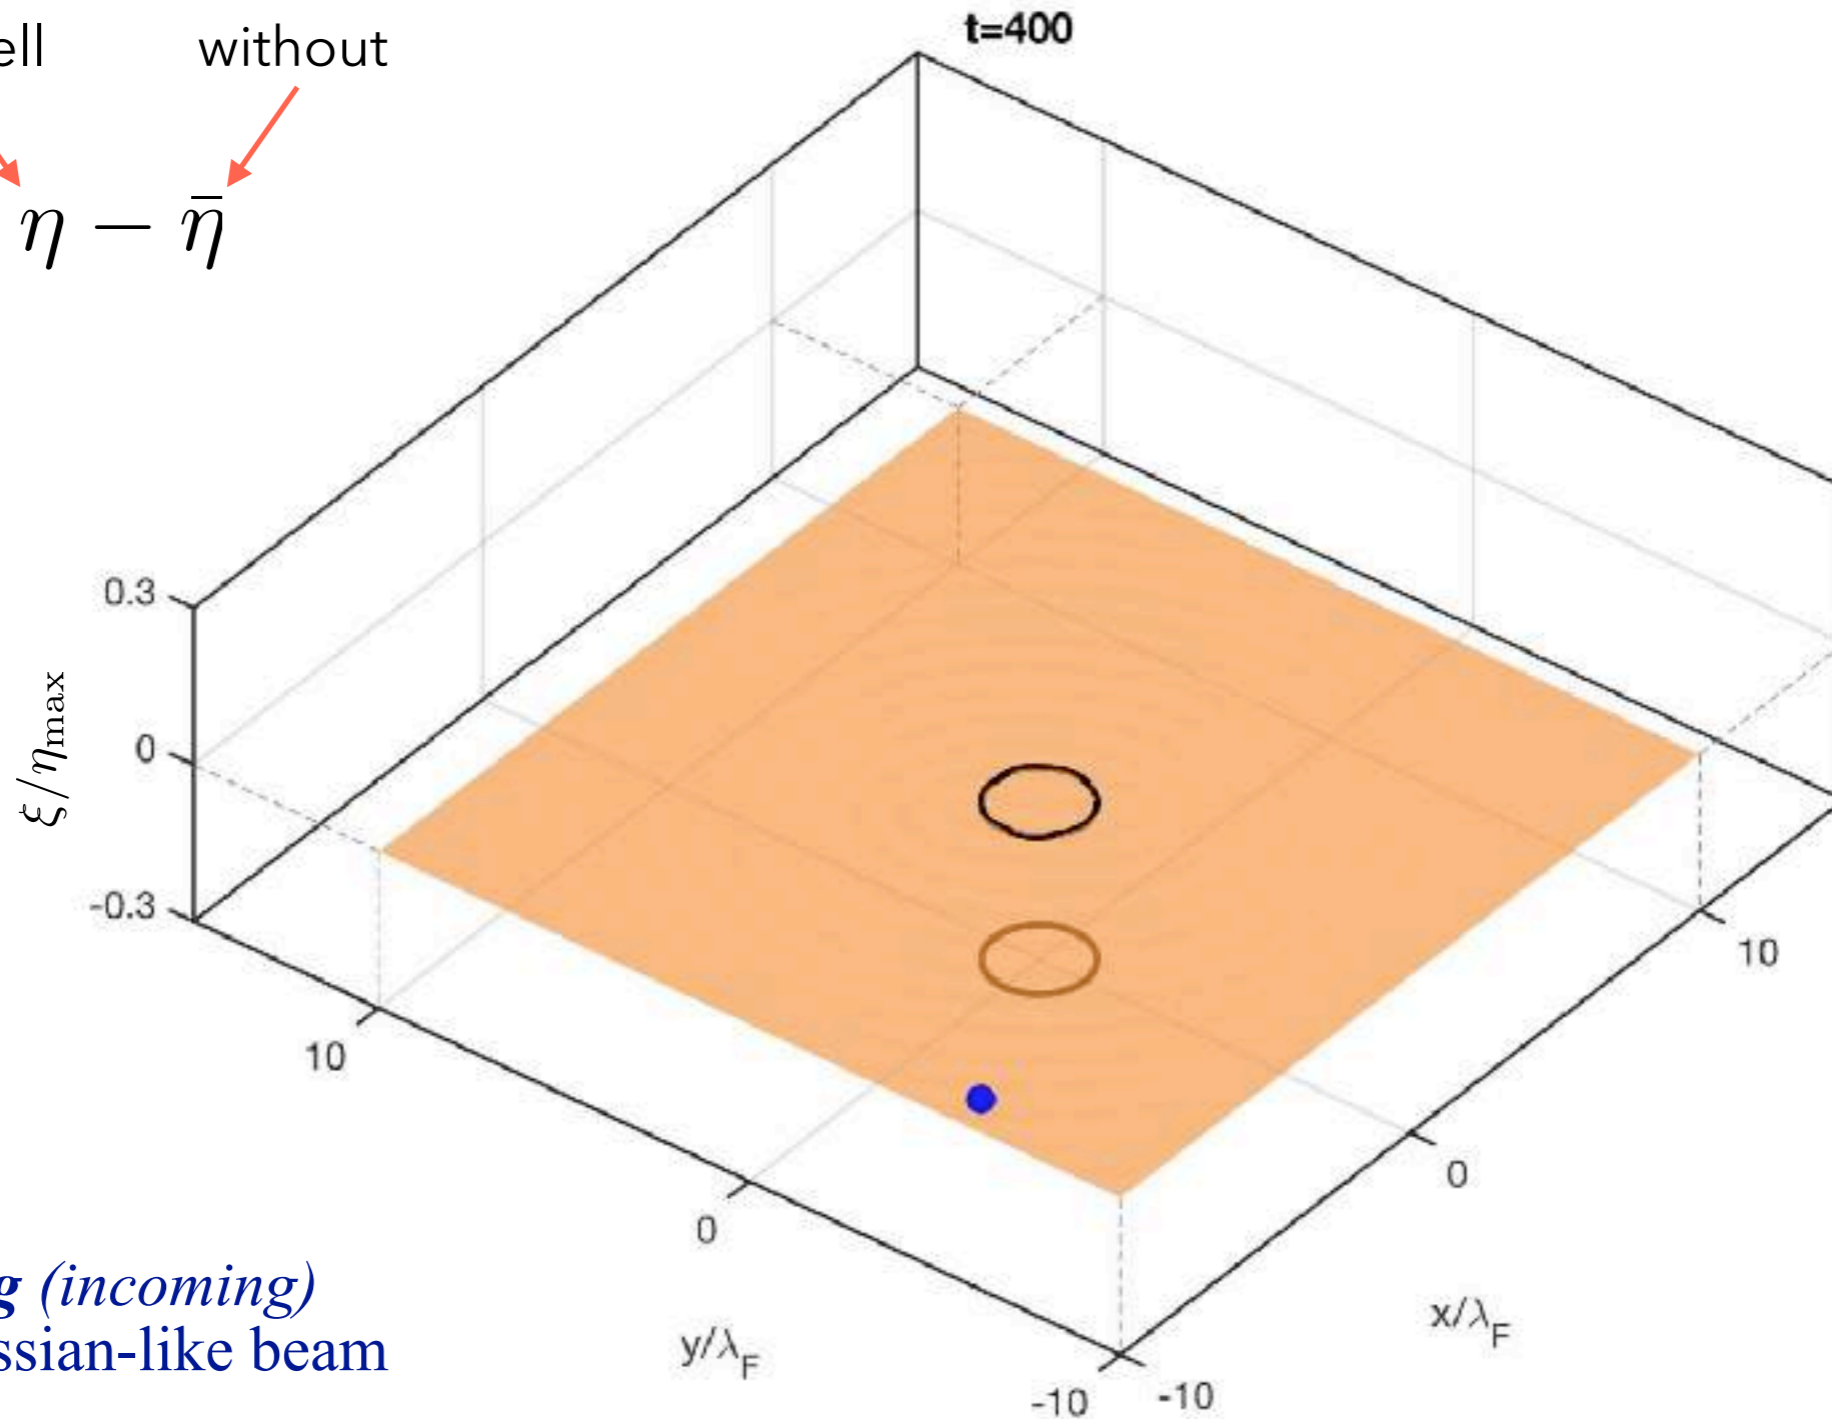 ell without
t=400
η − η̄
0.3
0
-0.3
ξ/η_max
10
0
-10
y/λ_F
10
0
-10
x/λ_F
g (incoming)
ssian-like beam